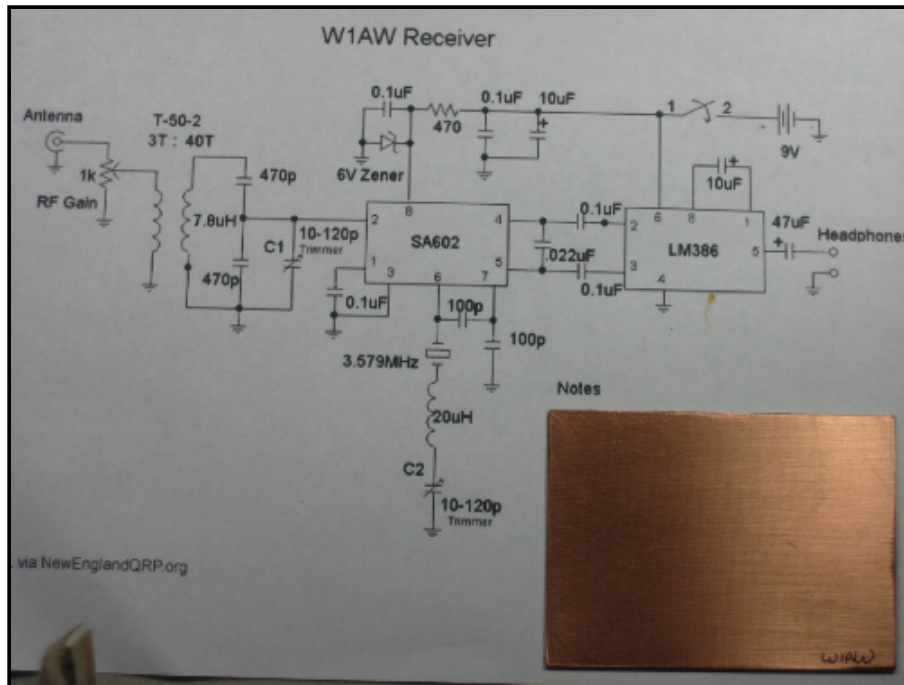 W1AW Receiver
Antenna
T-50-2
3T : 40T
0.1uF
470
0.1uF
10uF
1
2
9V
1k
RF Gain
470p
6V Zener
10uF
7.8uH
C1
10-120p
Trimmer
470p
8
2
4
SA602
1
3
5
6
7
0.1uF
0.1uF
.022uF
0.1uF
6
8
1
2
LM386
5
3
4
47uF
Headphones
100p
100p
3.579MHz
20uH
C2
10-120p
Trimmer
Notes
via NewEnglandQRP.org
W1AW